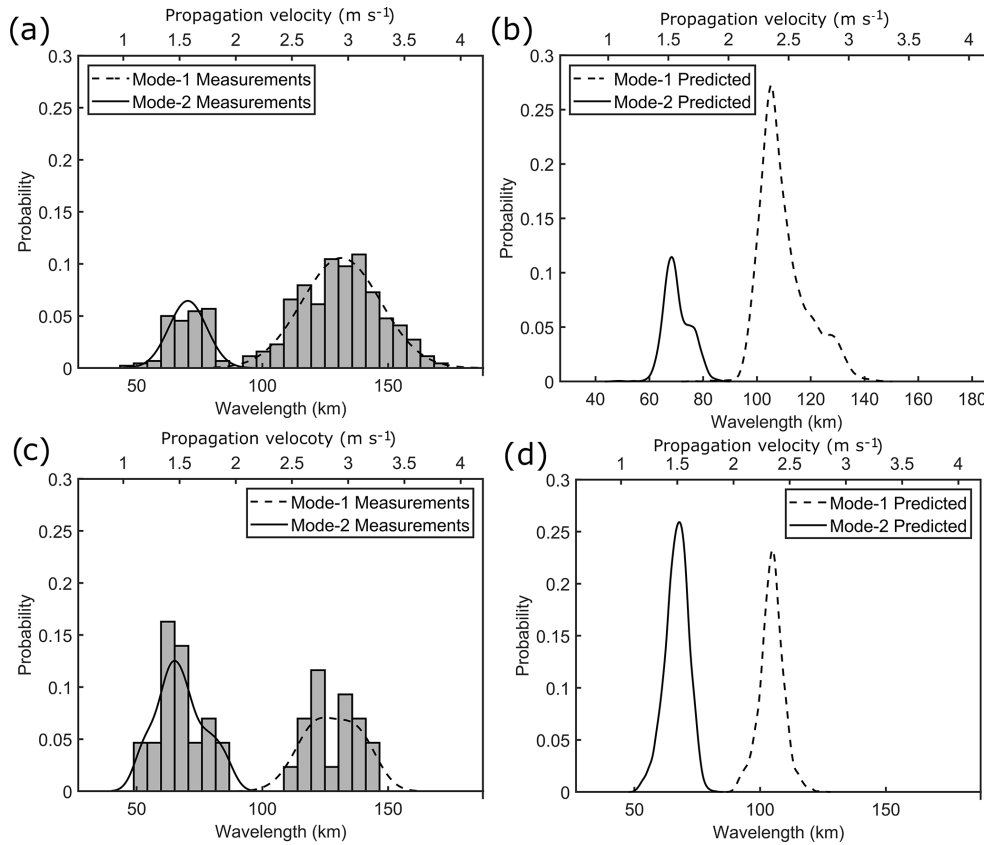 (a)
Propagation velocity (m s-1)
1 1.5 2 2.5 3 3.5 4
0.3
0.25
0.2
0.15
0.1
0.05
0
Probability
Mode-1 Measurements
Mode-2 Measurements
50 100 150
Wavelength (km)
(b)
Propagation velocity (m s-1)
1 1.5 2 2.5 3 3.5 4
0.3
0.25
0.2
0.15
0.1
0.05
0
Probability
Mode-1 Predicted
Mode-2 Predicted
40 60 80 100 120 140 160 180
Wavelength (km)
(c)
Propagation velocoty (m s-1)
1 1.5 2 2.5 3 3.5 4
0.3
0.25
0.2
0.15
0.1
0.05
0
Probability
Mode-1 Measurements
Mode-2 Measurements
50 100 150
Wavelength (km)
(d)
Propagation velocity (m s-1)
1 1.5 2 2.5 3 3.5 4
0.3
0.25
0.2
0.15
0.1
0.05
0
Probability
Mode-1 Predicted
Mode-2 Predicted
50 100 150
Wavelength (km)